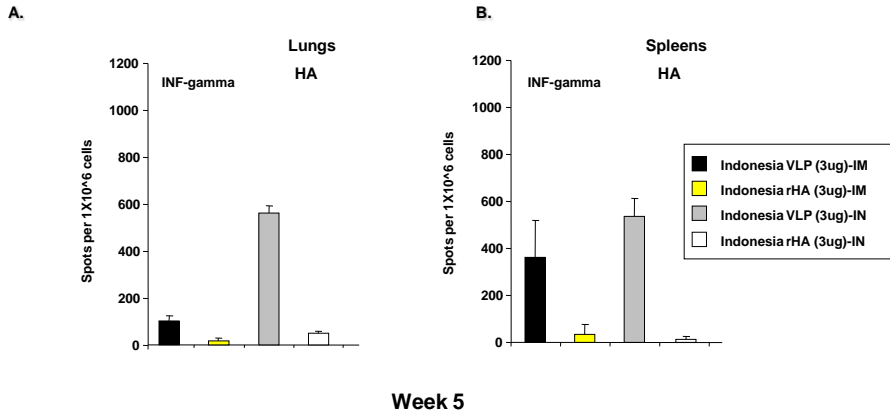 A.
Lungs
HA
INF-gamma
Spots per 1X10^6 cells
1200
1000
800
600
400
200
0
B.
Spleens
HA
INF-gamma
Spots per 1X10^6 cells
1200
1000
800
600
400
200
0
Indonesia VLP (3ug)-IM
Indonesia rHA (3ug)-IM
Indonesia VLP (3ug)-IN
Indonesia rHA (3ug)-IN
Week 5